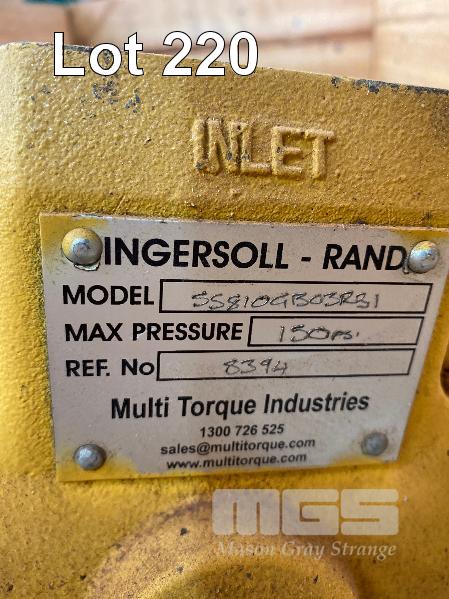 Lot 220
INLET
INGERSOLL - RAND
MODEL SS810GB03R31
MAX PRESSURE 150PSI
REF. No 8394
Multi Torque Industries
1300 726 525
sales@multitorque.com
www.multitorque.com
MGS
Mason Gray Strange